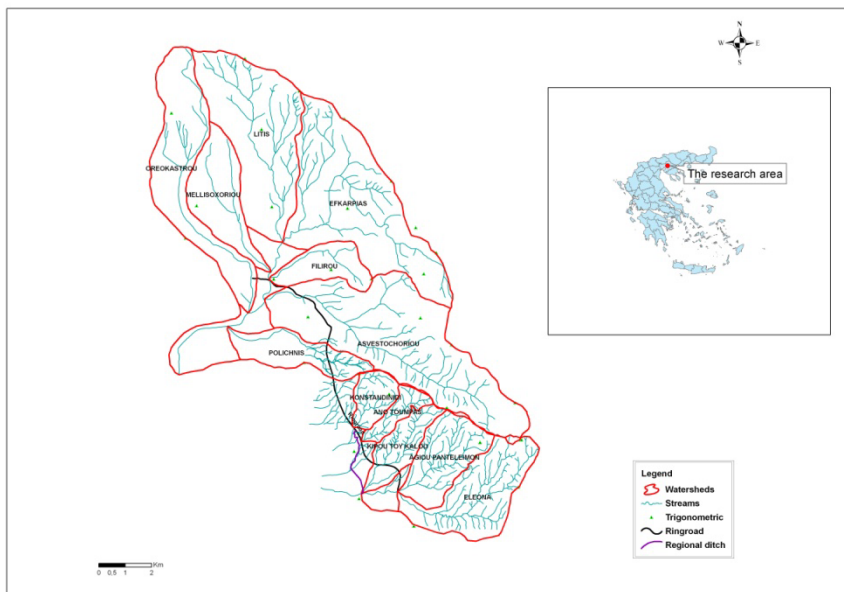 N
W E
S
LITIS
OREOKASTROU
MELLISOXORIOU
EFKARPIAS
FILIROU
ASVESTOCHORIOU
POLICHNIS
KONSTANDINIDI
ANO TOUMPAS
KIPOU TOY KALOU
AGIOU PANTELEIMON
ELEONA
The research area
Legend
Watersheds
Streams
Trigonometric
Ringroad
Regional ditch
Km
0 0,5 1 2